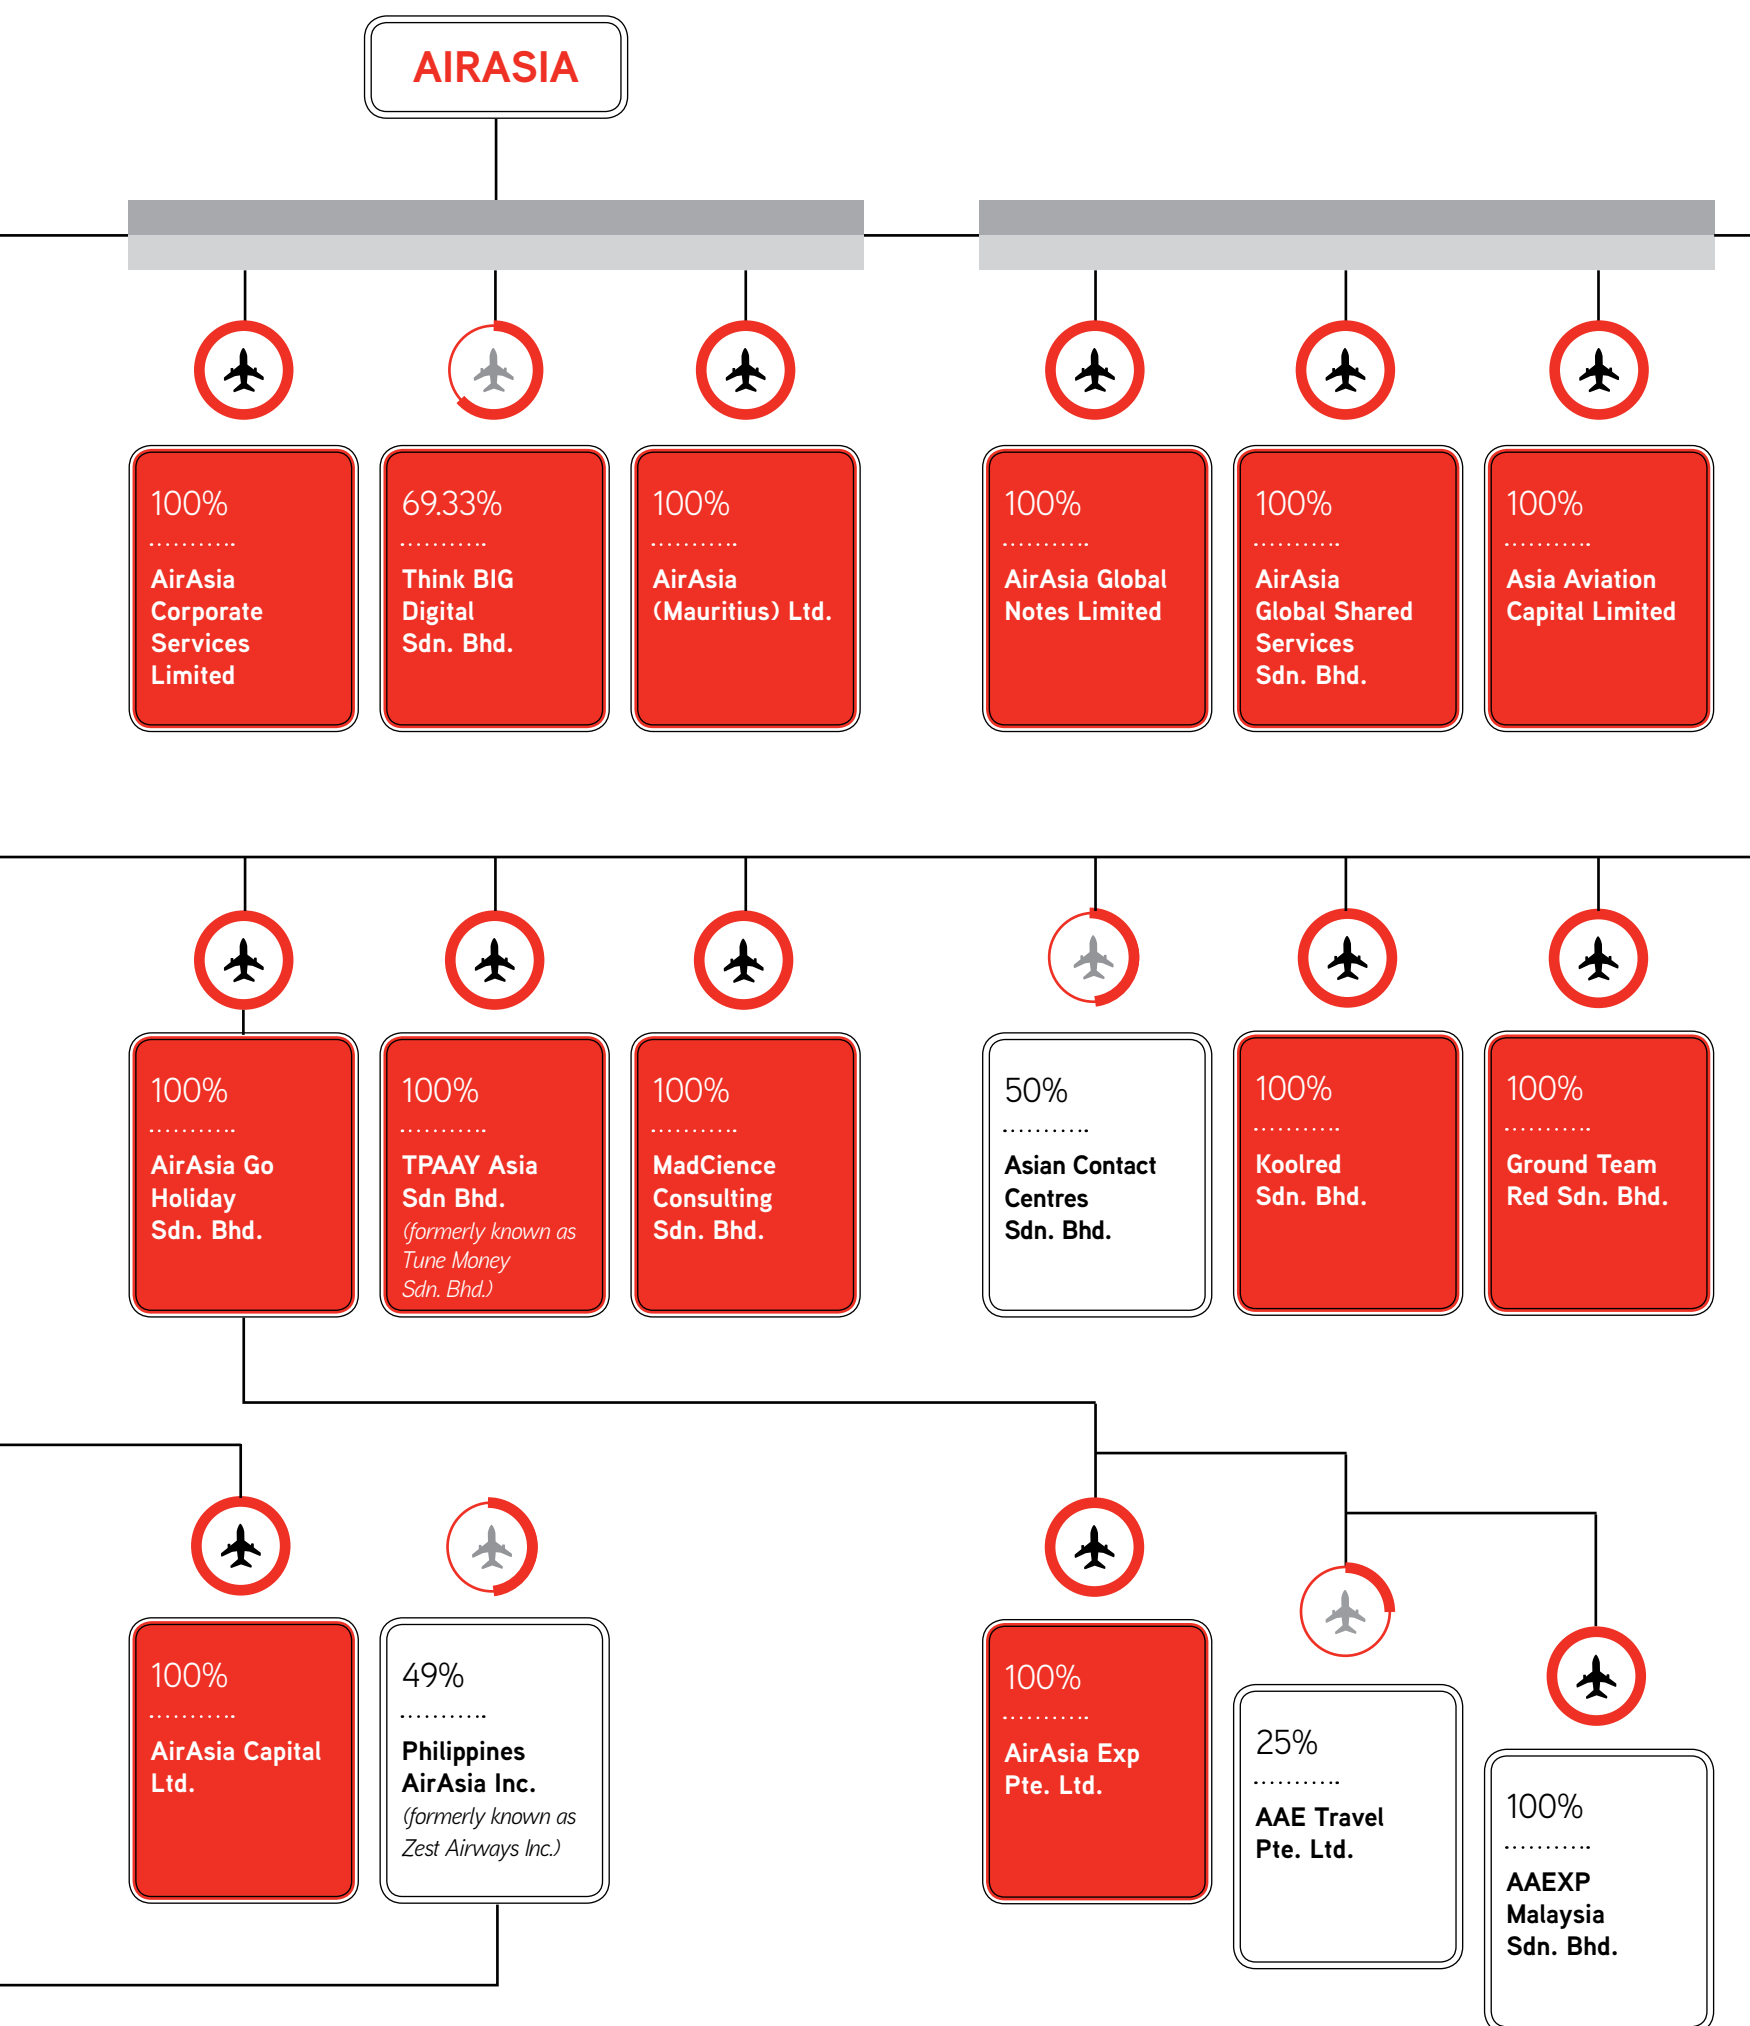 AIRASIA
100%
AirAsia
Corporate
Services
Limited
69.33%
Think BIG
Digital
Sdn. Bhd.
100%
AirAsia
(Mauritius) Ltd.
100%
AirAsia Global
Notes Limited
100%
AirAsia
Global Shared
Services
Sdn. Bhd.
100%
Asia Aviation
Capital Limited
100%
AirAsia Go
Holiday
Sdn. Bhd.
100%
TPAAY Asia
Sdn Bhd.
(formerly known as
Tune Money
Sdn. Bhd.)
100%
MadCience
Consulting
Sdn. Bhd.
50%
Asian Contact
Centres
Sdn. Bhd.
100%
Koolred
Sdn. Bhd.
100%
Ground Team
Red Sdn. Bhd.
100%
AirAsia Capital
Ltd.
49%
Philippines
AirAsia Inc.
(formerly known as
Zest Airways Inc.)
100%
AirAsia Exp
Pte. Ltd.
25%
AAE Travel
Pte. Ltd.
100%
AAEXP
Malaysia
Sdn. Bhd.